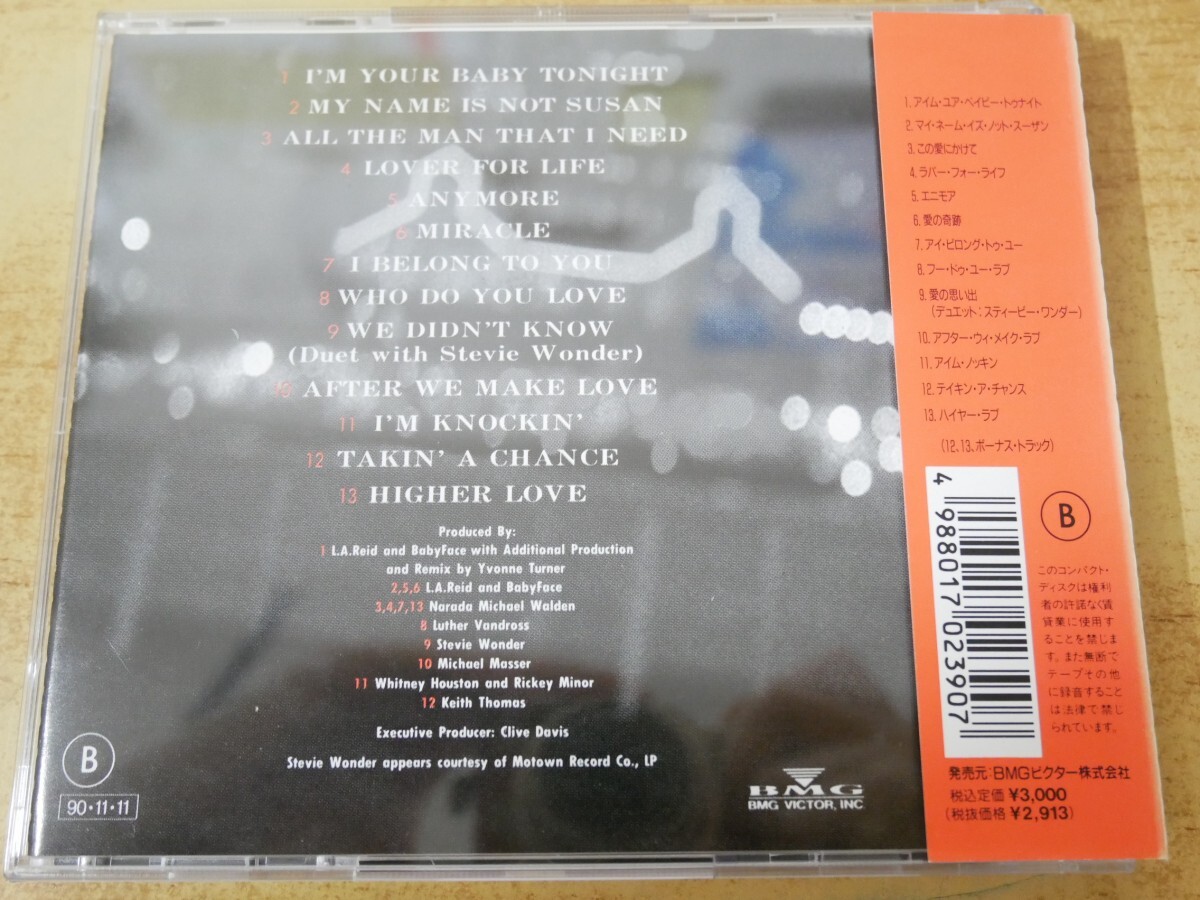 1 I'M YOUR BABY TONIGHT
2 MY NAME IS NOT SUSAN
3 ALL THE MAN THAT I NEED
4 LOVER FOR LIFE
5 ANYMORE
6 MIRACLE
7 I BELONG TO YOU
8 WHO DO YOU LOVE
9 WE DIDN'T KNOW
(Duet with Stevie Wonder)
10 AFTER WE MAKE LOVE
11 I'M KNOCKIN'
12 TAKIN' A CHANCE
13 HIGHER LOVE
Produced By:
1 L.A.Reid and BabyFace with Additional Production
and Remix by Yvonne Turner
2,5,6 L.A.Reid and BabyFace
3,4,7,13 Narada Michael Walden
8 Luther Vandross
9 Stevie Wonder
10 Michael Masser
11 Whitney Houston and Rickey Minor
12 Keith Thomas
Executive Producer: Clive Davis
Stevie Wonder appears courtesy of Motown Record Co., LP
B
90・11・11
BMG
BMG VICTOR, INC.
1. アイム・ユア・ベイビー・トゥナイト
2. マイ・ネーム・イズ・ノット・スーザン
3. この愛にかけて
4. ラバー・フォー・ライフ
5. エニモア
6. 愛の奇跡
7. アイ・ビロング・トゥ・ユー
8. フー・ドゥ・ユー・ラブ
9. 愛の思い出
(デュエット:スティービー・ワンダー)
10. アフター・ウィ・メイク・ラブ
11. アイム・ノッキン
12. テイキン・ア・チャンス
13. ハイヤー・ラブ
(12.13.ボーナス・トラック)
4 988017 023907
B
このコンパクト・
ディスクは権利
者の許諾なく賃
貸業に使用す
ることを禁じま
す。また無断で
テープその他
に録音すること
は法律で禁じ
られています。
発売元:BMGビクター株式会社
税込定価 ¥3,000
(税抜価格 ¥2,913)